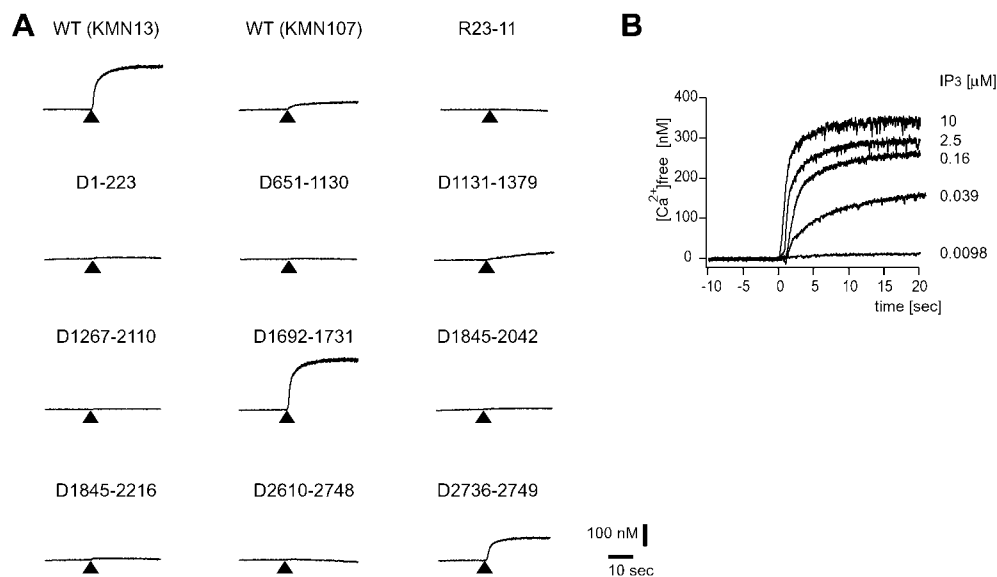 A
WT (KMN13)
WT (KMN107)
R23-11
D1-223
D651-1130
D1131-1379
D1267-2110
D1692-1731
D1845-2042
D1845-2216
D2610-2748
D2736-2749
100 nM
10 sec
B
IP3 [μM]
[Ca2+]free [nM]
400
300
200
100
0
10
2.5
0.16
0.039
0.0098
-10 -5 0 5 10 15 20
time [sec]